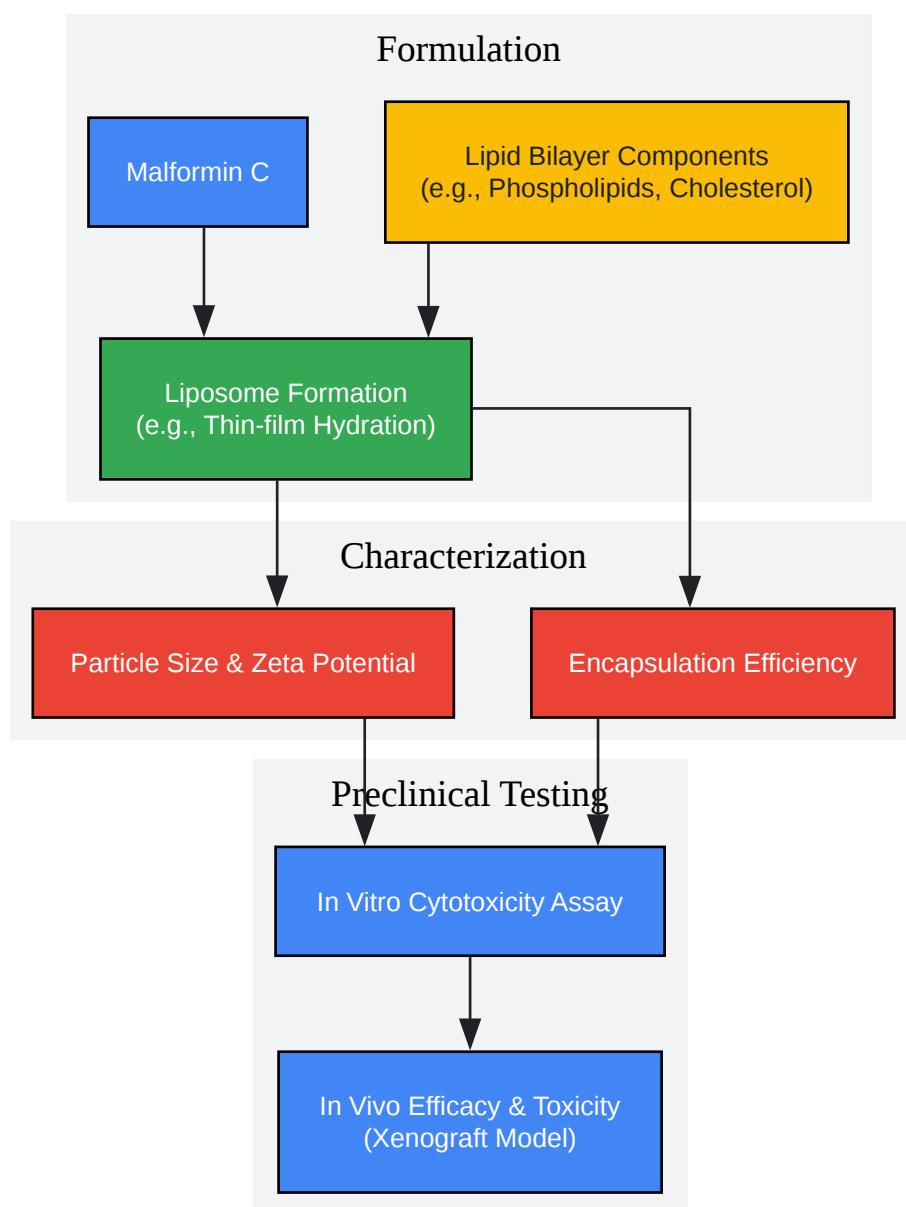 Formulation
Malformin C
Lipid Bilayer Components
(e.g., Phospholipids, Cholesterol)
Liposome Formation
(e.g., Thin-film Hydration)
Characterization
Particle Size & Zeta Potential
Encapsulation Efficiency
Preclinical Testing
In Vitro Cytotoxicity Assay
In Vivo Efficacy & Toxicity
(Xenograft Model)